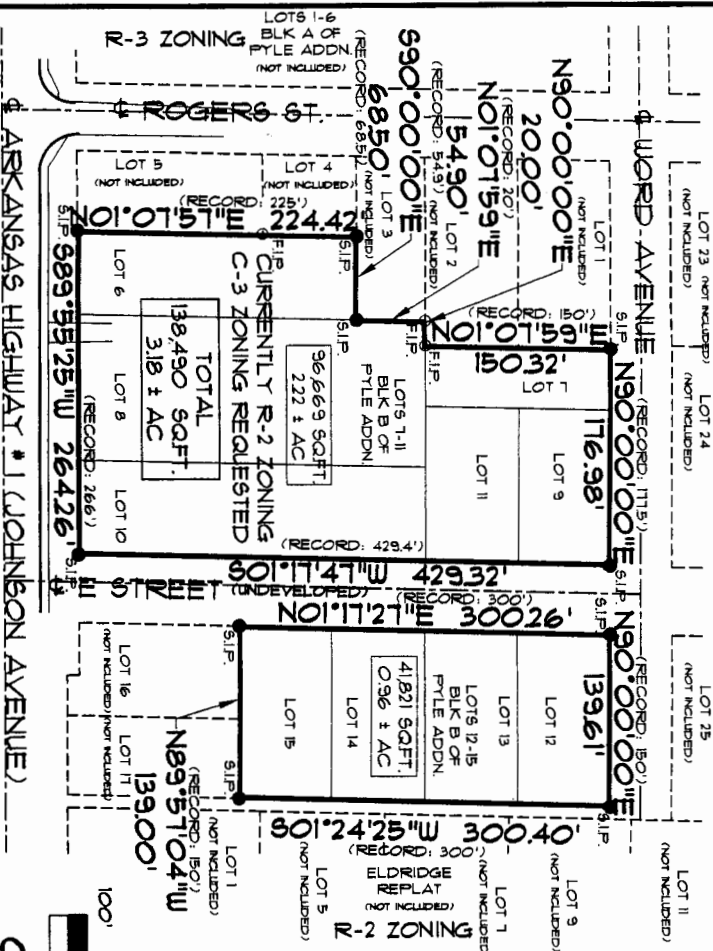 LOTS 1-6
BLK A OF
PYLE ADDN.
(NOT INCLUDED)
R-3 ZONING
℄ ROGERS ST.
℄ WORD AVENUE
LOT 23 (NOT INCLUDED)
LOT 24
(NOT INCLUDED)
LOT 25
(NOT INCLUDED)
LOT 11
(NOT INCLUDED)
N90°00'00"E
20.00'
(RECORD: 20')
N01°07'59"E
54.90'
(RECORD: 54.9')
S90°00'00"E
68.50'
(RECORD: 68.5')
LOT 1
(NOT INCLUDED)
LOT 2
(NOT INCLUDED)
LOT 3
(NOT INCLUDED)
LOT 4
(NOT INCLUDED)
LOT 5
(NOT INCLUDED)
(RECORD: 225')
N01°07'57"E 224.42'
(RECORD: 150')
N01°07'59"E
150.32'
N90°00'00"E
176.98'
(RECORD: 177.5')
S.I.P.
S.I.P.
S.I.P.
S.I.P.
S.I.P.
F.I.P.
F.I.P.
F.I.P.
LOT 6
LOT 8
LOT 10
LOT 7
LOT 11
LOT 9
LOTS 7-11
BLK B OF
PYLE ADDN.
96,669 SQ.FT.
2.22 ± AC
CURRENTLY R-2 ZONING
C-3 ZONING REQUESTED
TOTAL
138,490 SQ.FT.
3.18 ± AC
(RECORD: 266')
S89°55'25"W 264.26'
S.I.P.
(RECORD: 429.4')
S01°17'47"W 429.32'
℄ E STREET (UNDEVELOPED)
(RECORD: 300')
N01°17'27"E 300.26'
N90°00'00"E
139.61'
(RECORD: 150')
S.I.P.
S.I.P.
S.I.P.
S.I.P.
LOT 12
LOT 13
LOTS 12-15
BLK B OF
PYLE ADDN.
41,821 SQ.FT.
0.96 ± AC
LOT 14
LOT 15
S01°24'25"W 300.40'
(RECORD: 300')
N89°57'04"W
139.00'
(RECORD: 150')
LOT 16
(NOT INCLUDED)
LOT 17
(NOT INCLUDED)
LOT 1
(NOT INCLUDED)
LOT 5
(NOT INCLUDED)
LOT 7
(NOT INCLUDED)
LOT 9
(NOT INCLUDED)
ELDRIDGE
REPLAT
(NOT INCLUDED)
R-2 ZONING
℄ ARKANSAS HIGHWAY # 1 (JOHNSON AVENUE)
100'